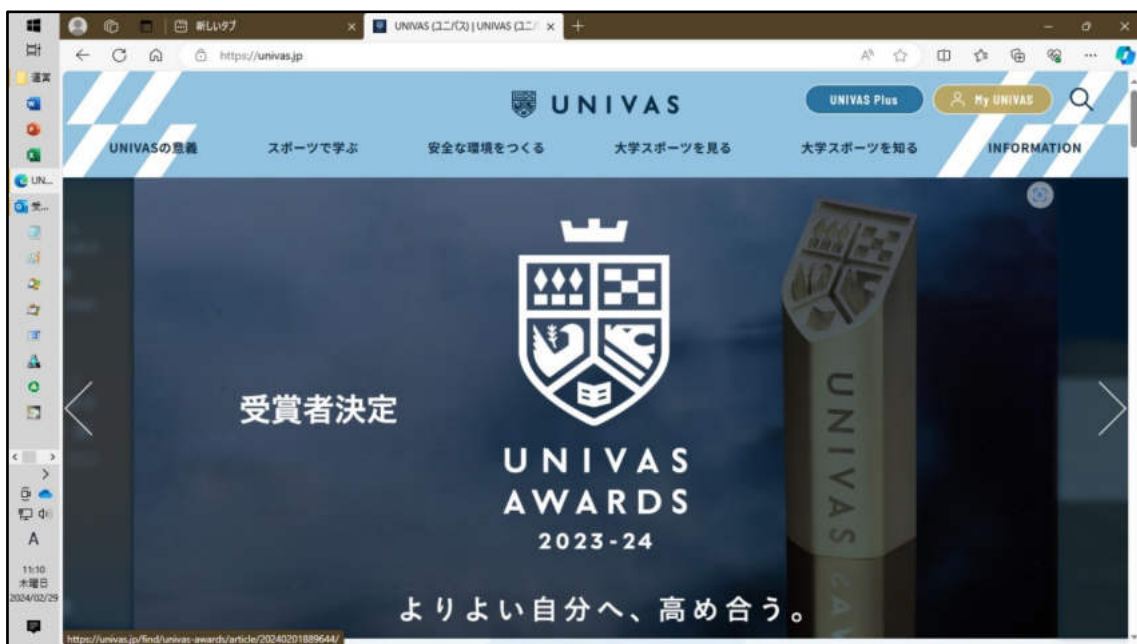 新しいタブ
UNIVAS (ユニバス) | UNIVAS (ユニバ
https://univas.jp
運営
UN...
受...
UNIVAS
UNIVAS Plus
My UNIVAS
UNIVASの意義
スポーツで学ぶ
安全な環境をつくる
大学スポーツを見る
大学スポーツを知る
INFORMATION
受賞者決定
UNIVAS
AWARDS
2023-24
よりよい自分へ、高め合う。
UNIVAS
A
11:10
木曜日
2024/02/29
https://univas.jp/find/univas-awards/article/20240201889644/